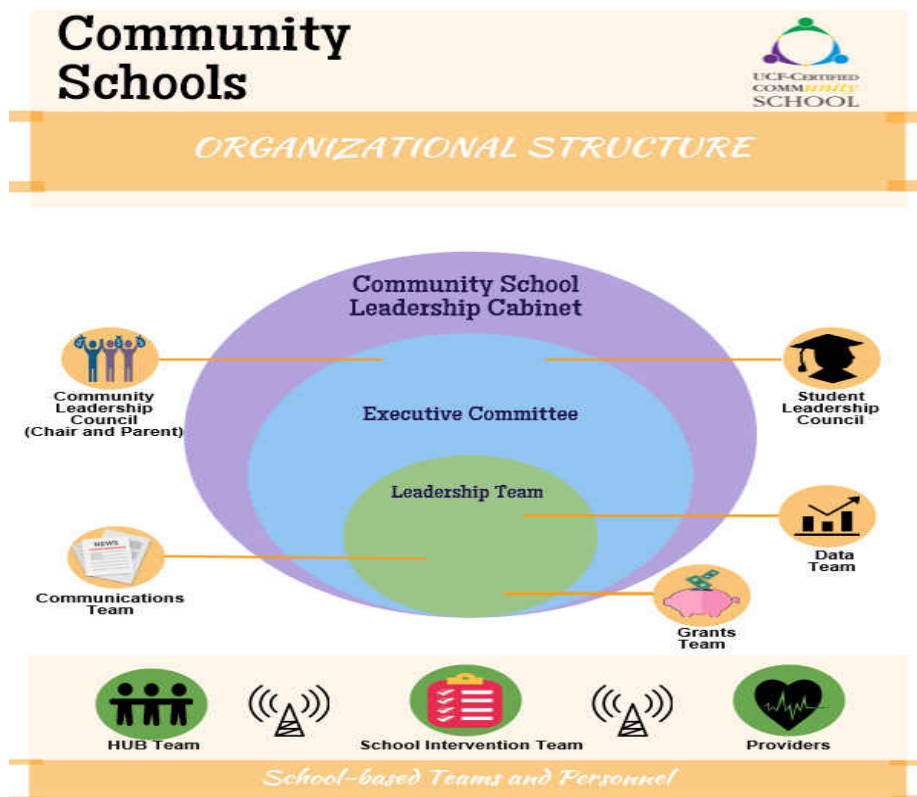 Community
Schools
UCF-CERTIFIED
COMMunity
SCHOOL
ORGANIZATIONAL STRUCTURE
Community School
Leadership Cabinet
Community
Leadership
Council
(Chair and Parent)
Student
Leadership
Council
Executive Committee
Leadership Team
NEWS
Communications
Team
Data
Team
Grants
Team
HUB Team
School Intervention Team
Providers
School-based Teams and Personnel